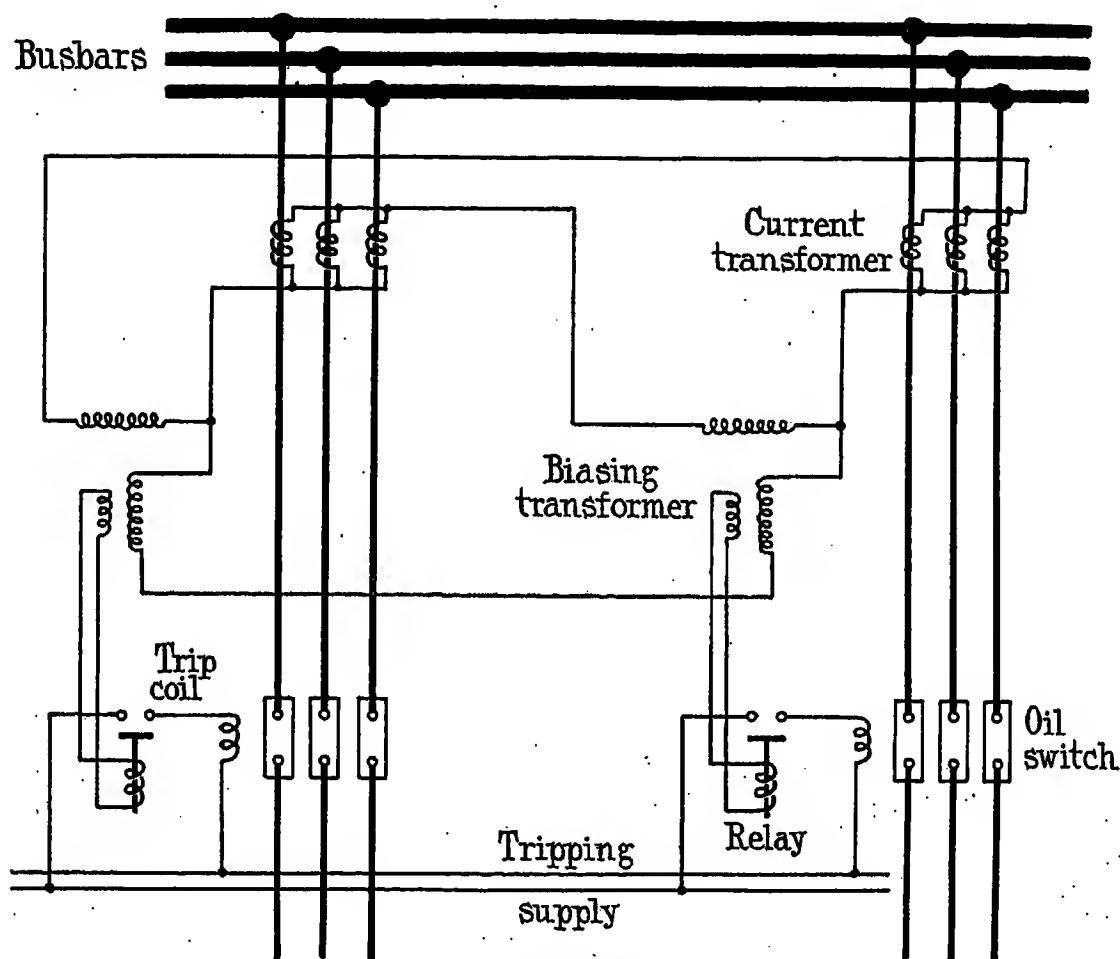 Busbars
Current
transformer
Biasing
transformer
Trip
coil
Oil
switch
Relay
Tripping
supply